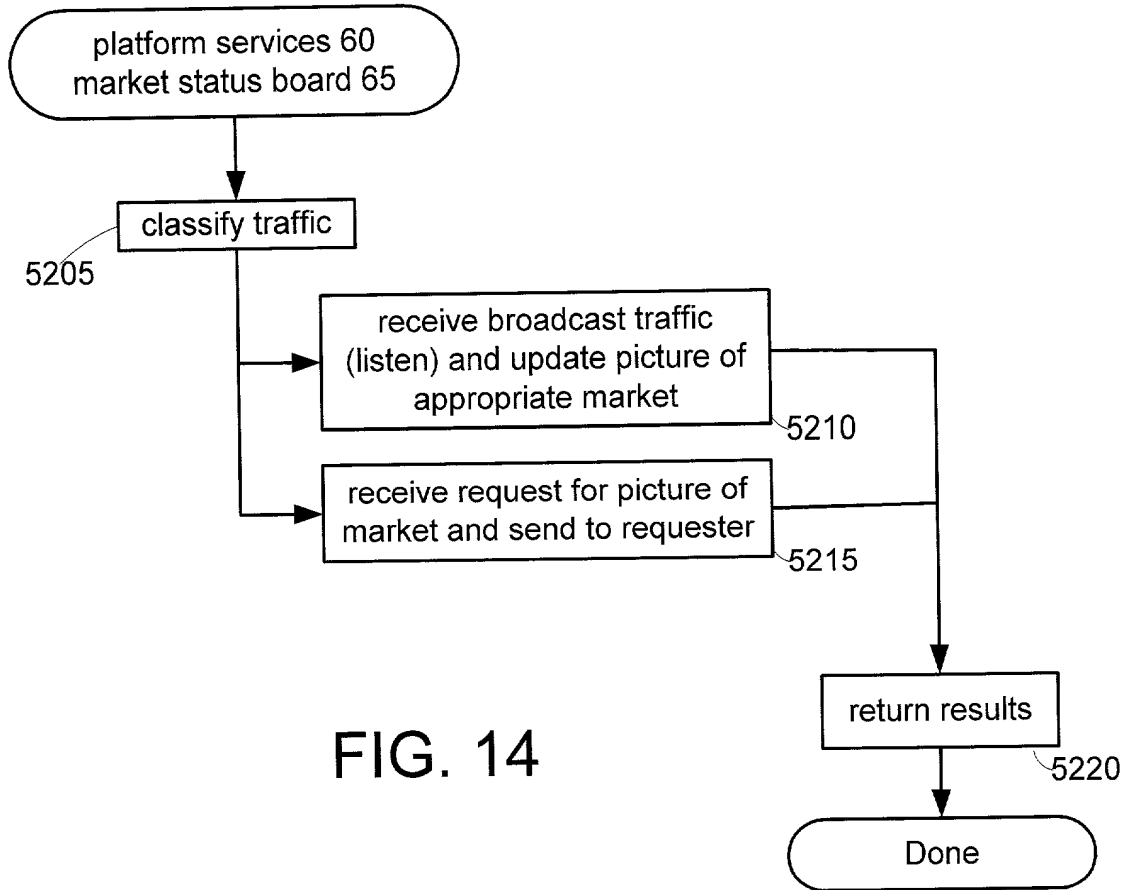 platform services 60
market status board 65
classify traffic
5205
receive broadcast traffic
(listen) and update picture of
appropriate market
5210
receive request for picture of
market and send to requester
5215
return results
5220
FIG. 14
Done